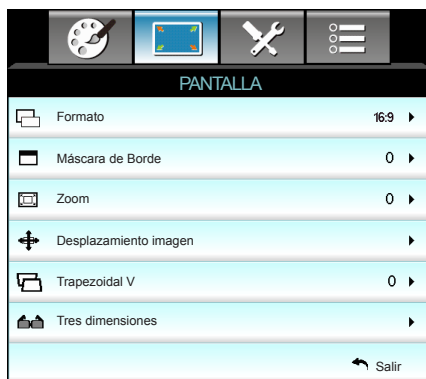 PANTALLA
Formato 16:9
Máscara de Borde 0
Zoom 0
Desplazamiento imagen
Trapezoidal V 0
Tres dimensiones
Salir